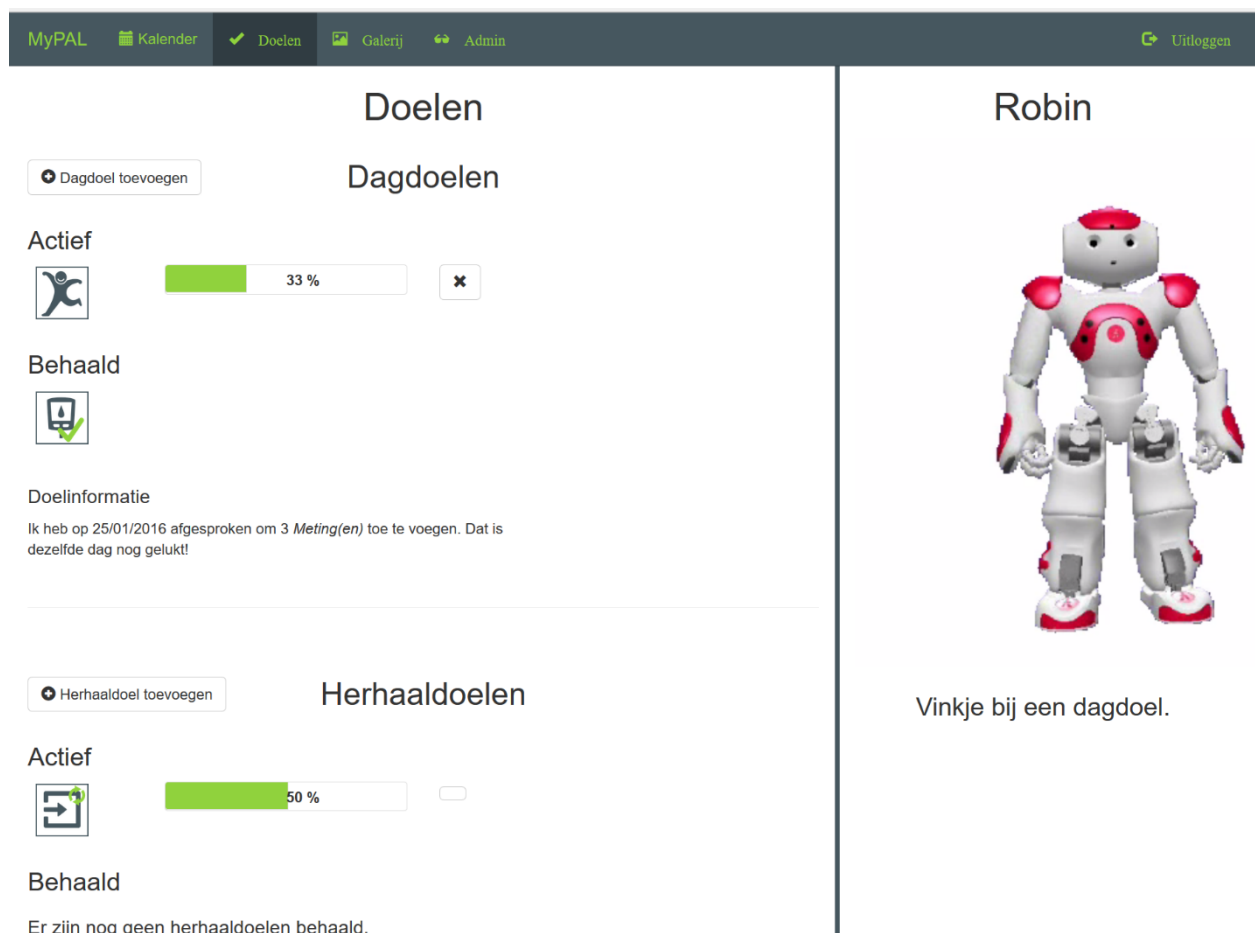 MyPAL Kalender Doelen Galerij Admin Uitloggen
Doelen
Dagdoel toevoegen
Dagdoelen
Actief
33 %
Behaald
Doelinformatie
Ik heb op 25/01/2016 afgesproken om 3 Meting(en) toe te voegen. Dat is
dezelfde dag nog gelukt!
Herhaaldoel toevoegen
Herhaaldoelen
Actief
50 %
Behaald
Er zijn nog geen herhaaldoelen behaald.
Robin
Vinkje bij een dagdoel.